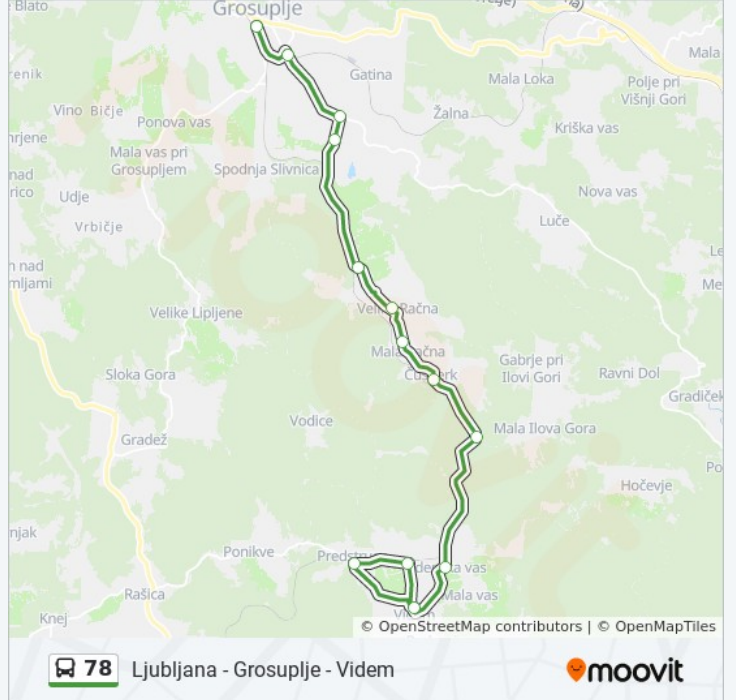 Blato
Grosuplje
Gatina
Mala Loka
Mala
Polje pri
Višnji Gori
Vino
Bičje
Ponova vas
Žalna
Kriška vas
Mala vas pri
Grosupljem
Spodnja Slivnica
Udje
Nova vas
Vrbičje
Luče
Velike Lipljene
Sloka Gora
Gabrje pri
Ilovi Gori
Ravni Dol
Gradiček
Vodice
Mala Ilova Gora
Gradež
Hočevje
Ponikve
Mala vas
Rašica
Knej
© OpenStreetMap contributors | © OpenMapTiles
78 Ljubljana - Grosuplje - Videm
moovit